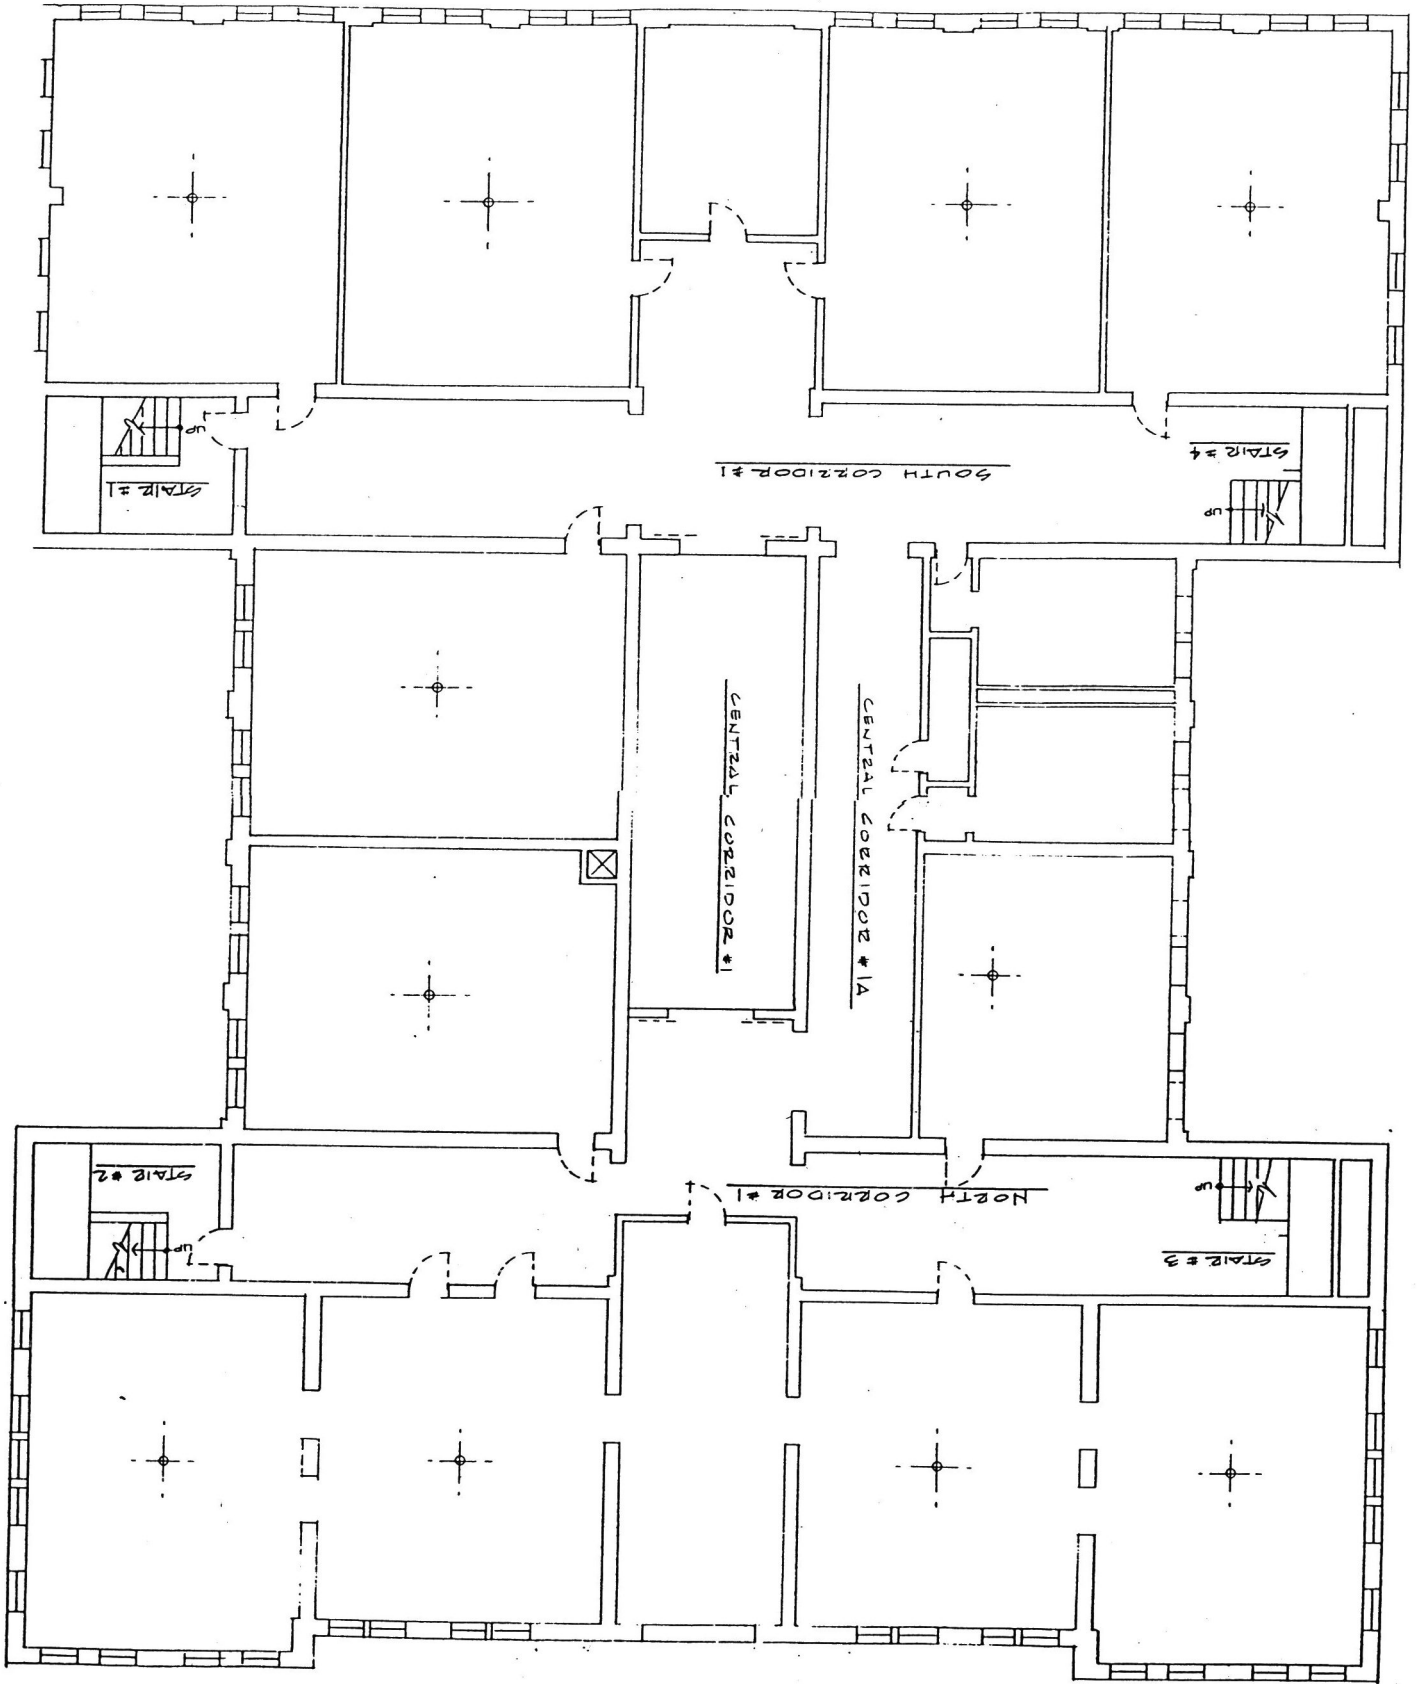 UP
STAIR #1
STAIR #4
SOUTH CORRIDOR #1
UP
CENTRAL CORRIDOR #1
CENTRAL CORRIDOR #1A
STAIR #2
UP
NORTH CORRIDOR #1
UP
STAIR #3